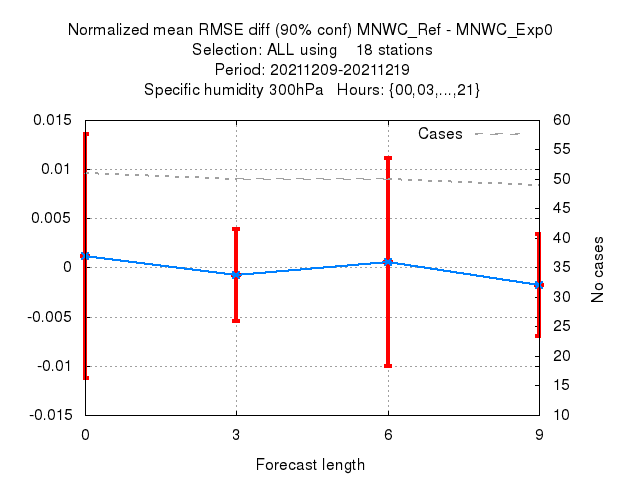 Normalized mean RMSE diff (90% conf) MNWC_Ref - MNWC_Exp0
Selection: ALL using    18 stations
Period: 20211209-20211219
Specific humidity 300hPa   Hours: {00,03,...,21}
Cases
0.015
0.01
0.005
0
-0.005
-0.01
-0.015
60
55
50
45
40
35
30
25
20
15
10
No cases
0 3 6 9
Forecast length